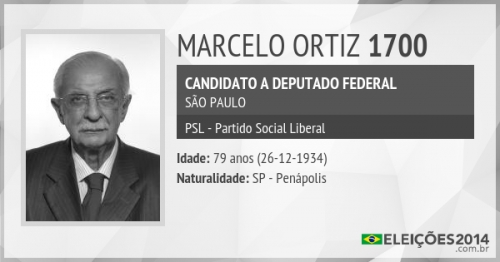 MARCELO ORTIZ 1700
CANDIDATO A DEPUTADO FEDERAL
SÃO PAULO
PSL - Partido Social Liberal
Idade: 79 anos (26-12-1934)
Naturalidade: SP - Penápolis
ELEIÇÕES2014
.com.br